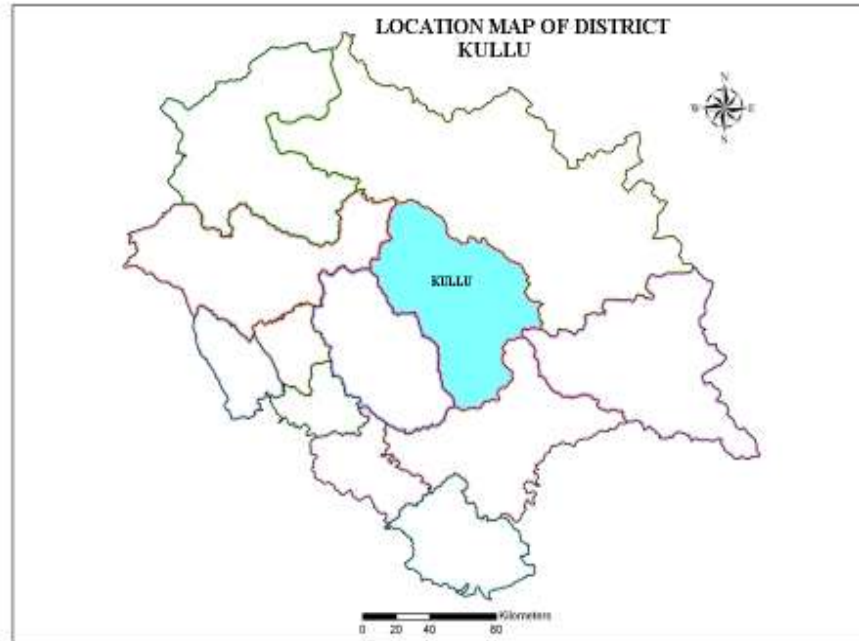 LOCATION MAP OF DISTRICT
KULLU
N
W E
S
KULLU
Kilometers
0 20 40 80